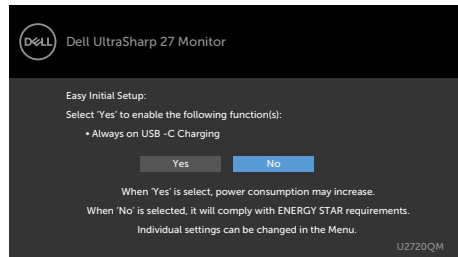 DELL
Dell UltraSharp 27 Monitor
Easy Initial Setup:
Select 'Yes' to enable the following function(s):
• Always on USB -C Charging
Yes No
When 'Yes' is select, power consumption may increase.
When 'No' is selected, it will comply with ENERGY STAR requirements.
Individual settings can be changed in the Menu.
U2720QM